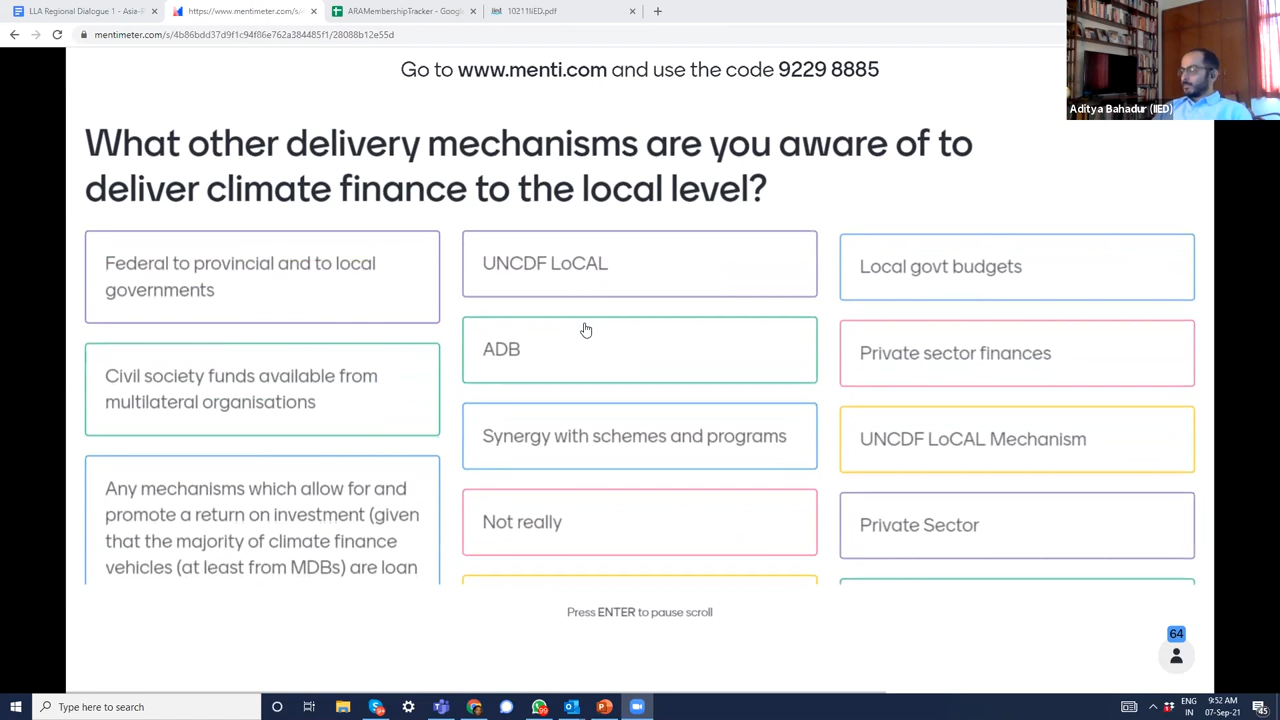 LLA Regional Dialogue 1 - Asia-P
https://www.mentimeter.com/s/4
ARAMembershipTracker - Google
10211IIED.pdf
mentimeter.com/s/4b86bdd37d9f1c94f86e762a384485f1/28088b12e55d
Go to www.menti.com and use the code 9229 8885
Aditya Bahadur (IIED)
What other delivery mechanisms are you aware of to
deliver climate finance to the local level?
Federal to provincial and to local
governments
Civil society funds available from
multilateral organisations
Any mechanisms which allow for and
promote a return on investment (given
that the majority of climate finance
vehicles (at least from MDBs) are loan
UNCDF LoCAL
ADB
Synergy with schemes and programs
Not really
Local govt budgets
Private sector finances
UNCDF LoCAL Mechanism
Private Sector
Press ENTER to pause scroll
64
Type here to search
99
ENG
IN
9:52 AM
07-Sep-21
45